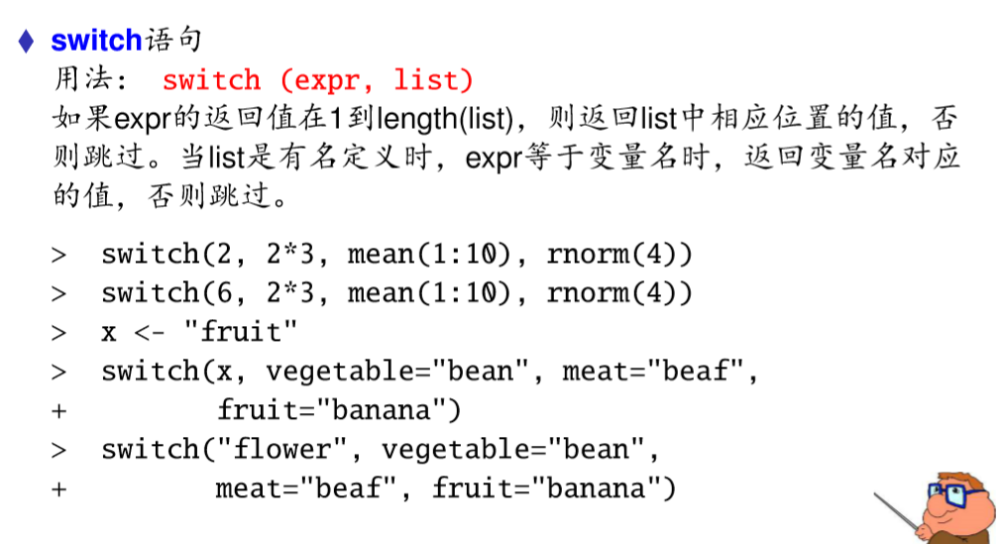 ♦ switch语句
用法： switch (expr, list)
如果expr的返回值在1到length(list)，则返回list中相应位置的值，否
则跳过。当list是有名定义时，expr等于变量名时，返回变量名对应
的值，否则跳过。
> switch(2, 2*3, mean(1:10), rnorm(4))
> switch(6, 2*3, mean(1:10), rnorm(4))
> x <- "fruit"
> switch(x, vegetable="bean", meat="beaf",
+ fruit="banana")
> switch("flower", vegetable="bean",
+ meat="beaf", fruit="banana")